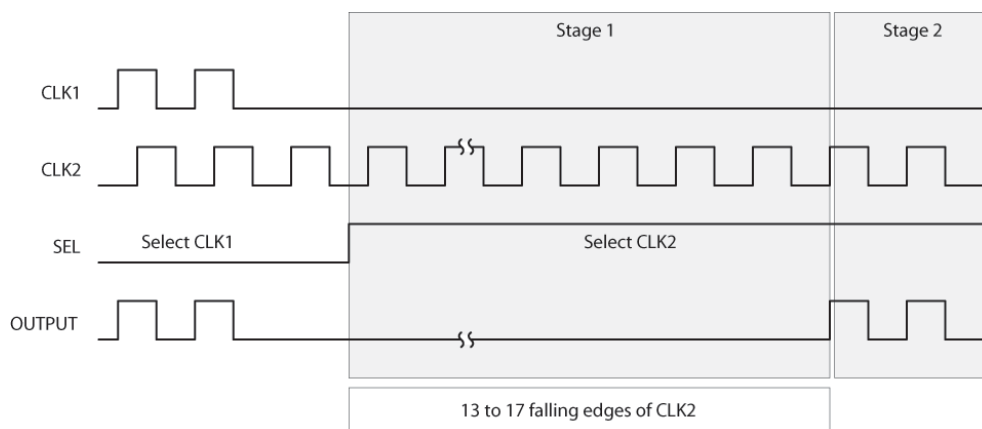 Stage 1
Stage 2
CLK1
CLK2
SEL
Select CLK1
Select CLK2
OUTPUT
13 to 17 falling edges of CLK2